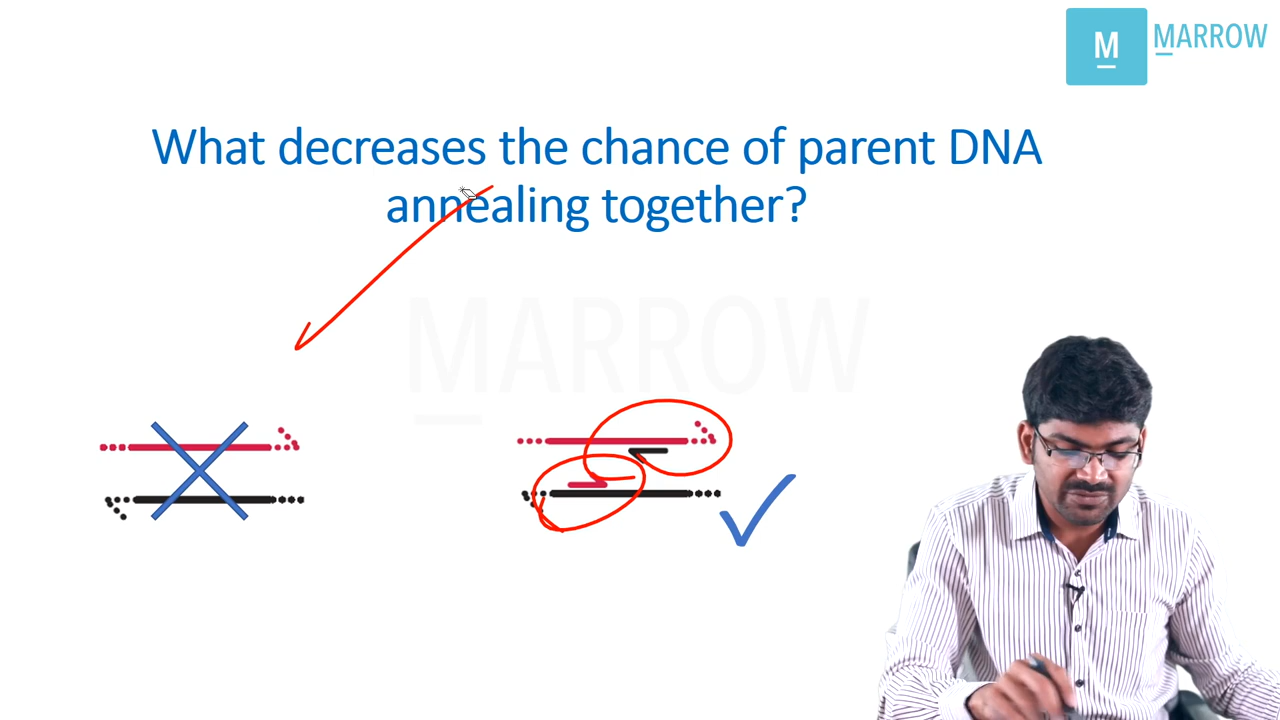 M MARROW
What decreases the chance of parent DNA
annealing together?
MARROW